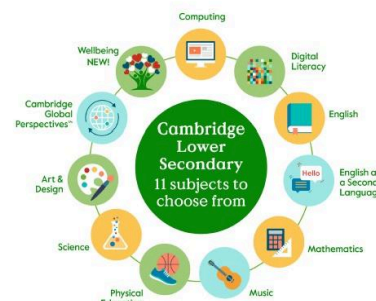 Computing
Digital
Literacy
English
Hello
English a
a Second
Languag
Mathematics
Music
Physical
Science
Art &
Design
Cambridge
Global
Perspectives™
Wellbeing
NEW!
Cambridge
Lower
Secondary
11 subjects to
choose from